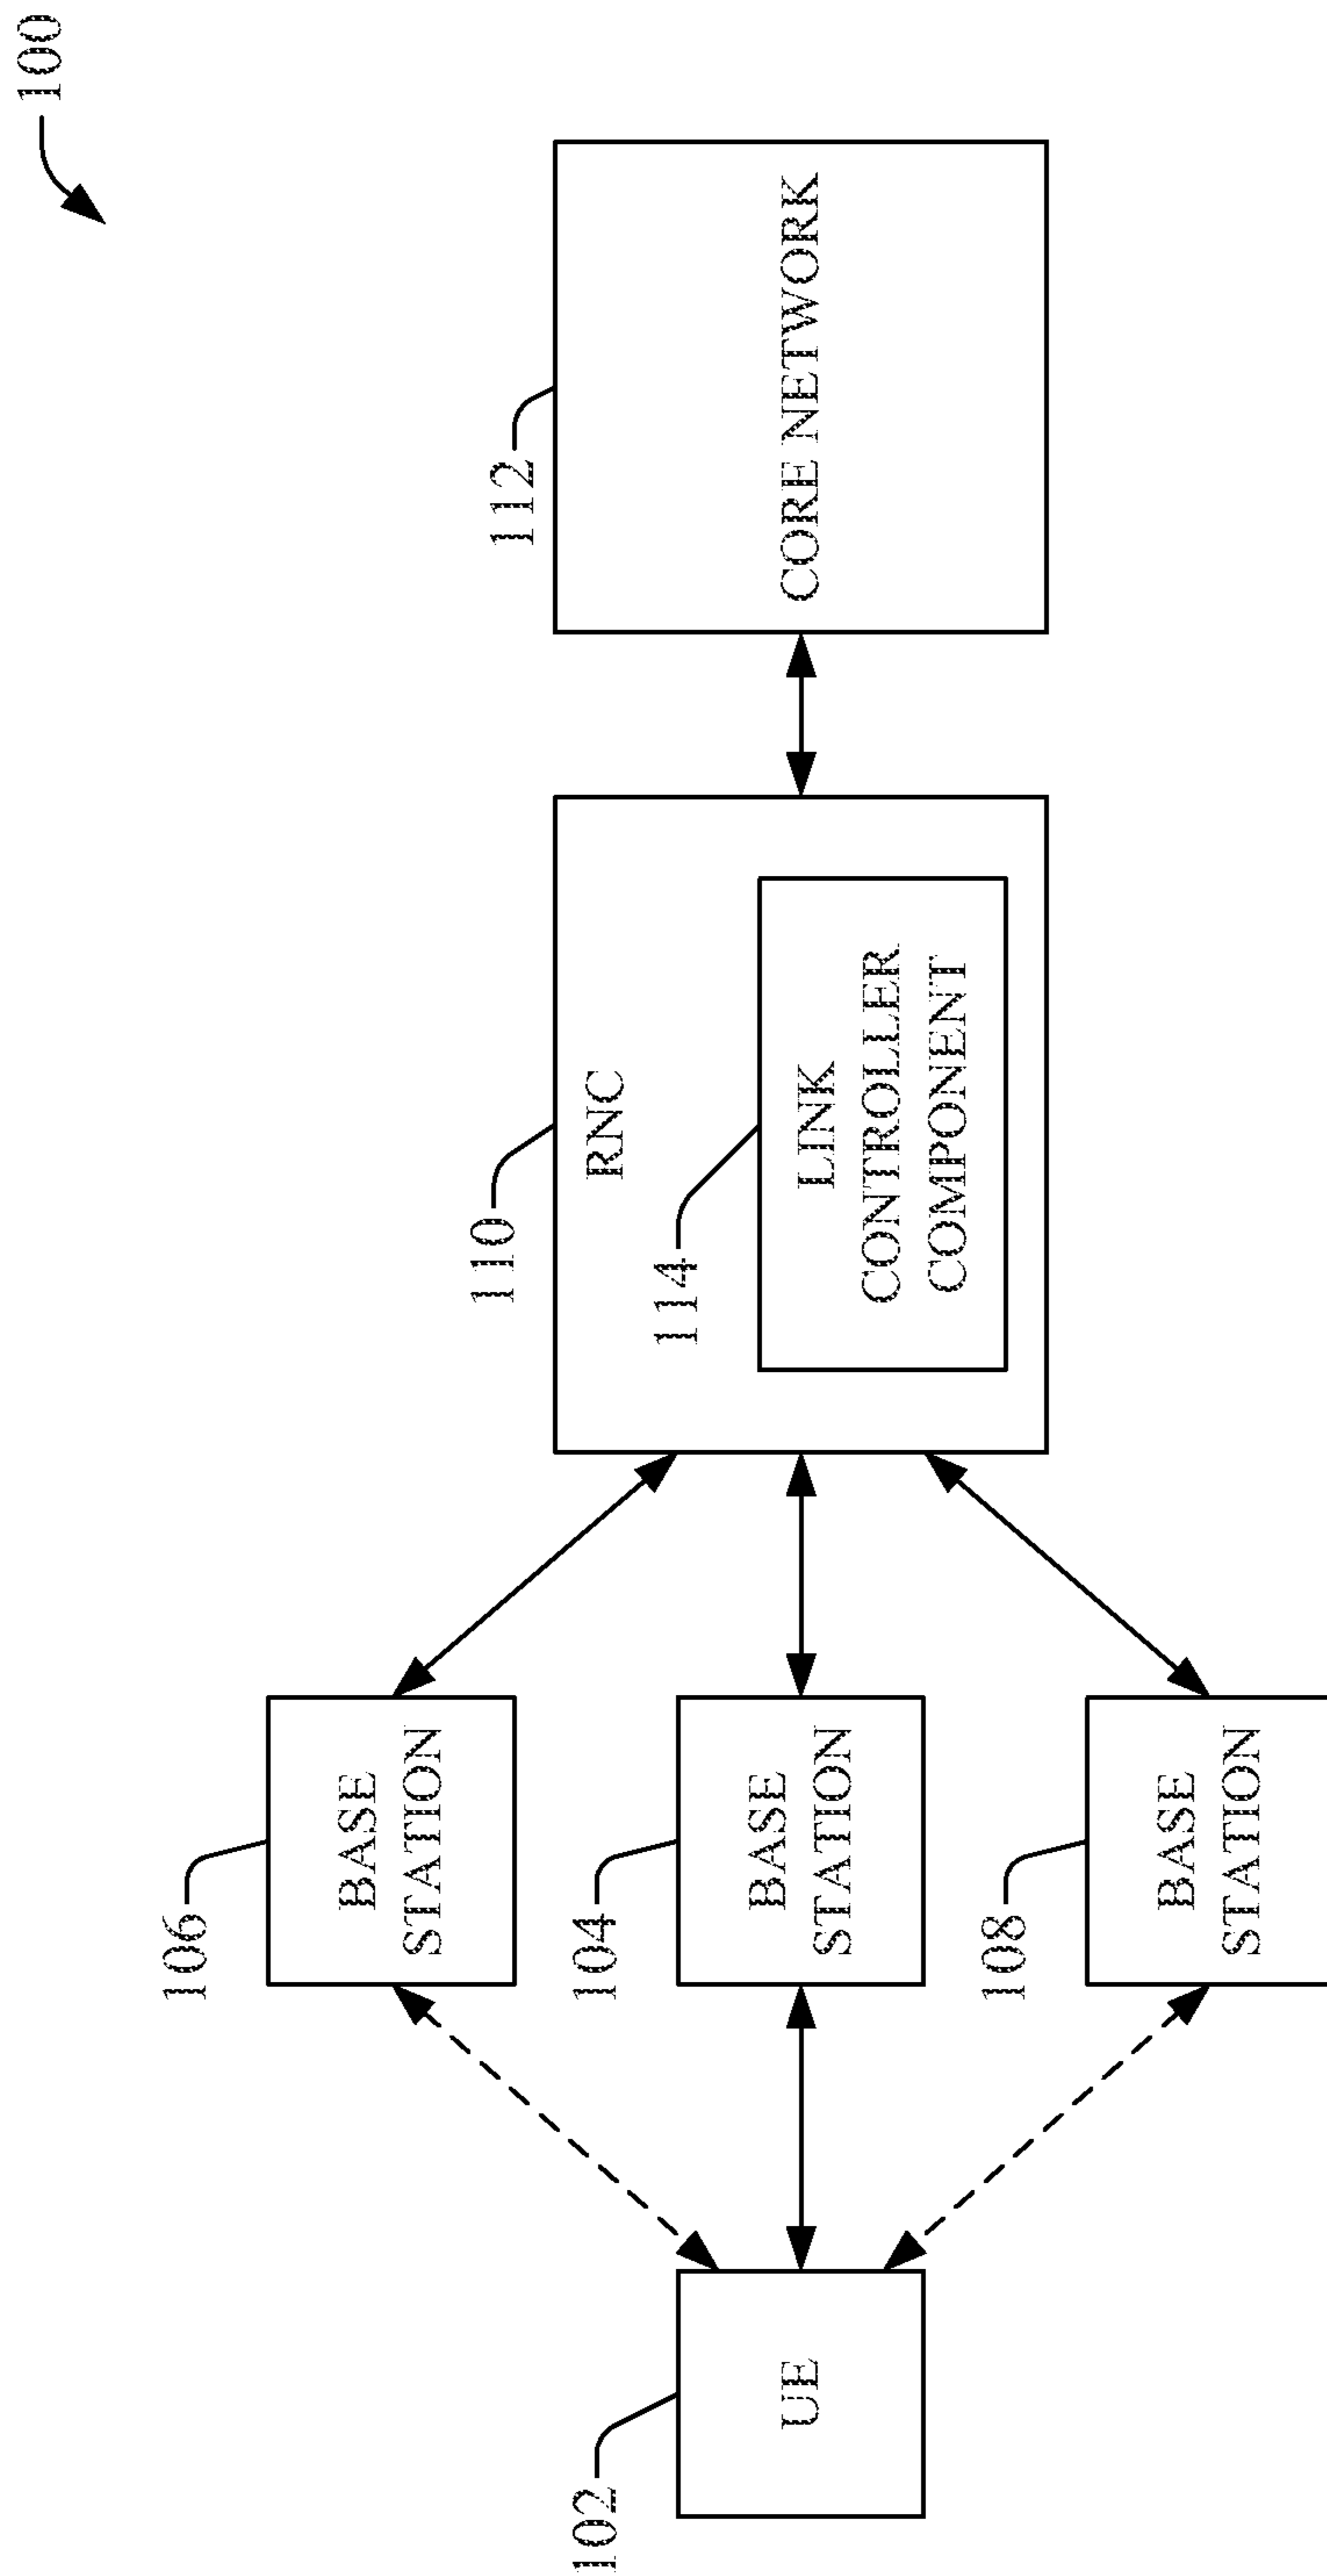 100
106
BASE
STATION
112
CORE NETWORK
110
RNC
114
LINK
CONTROLLER
COMPONENT
104
BASE
STATION
102
UE
108
BASE
STATION